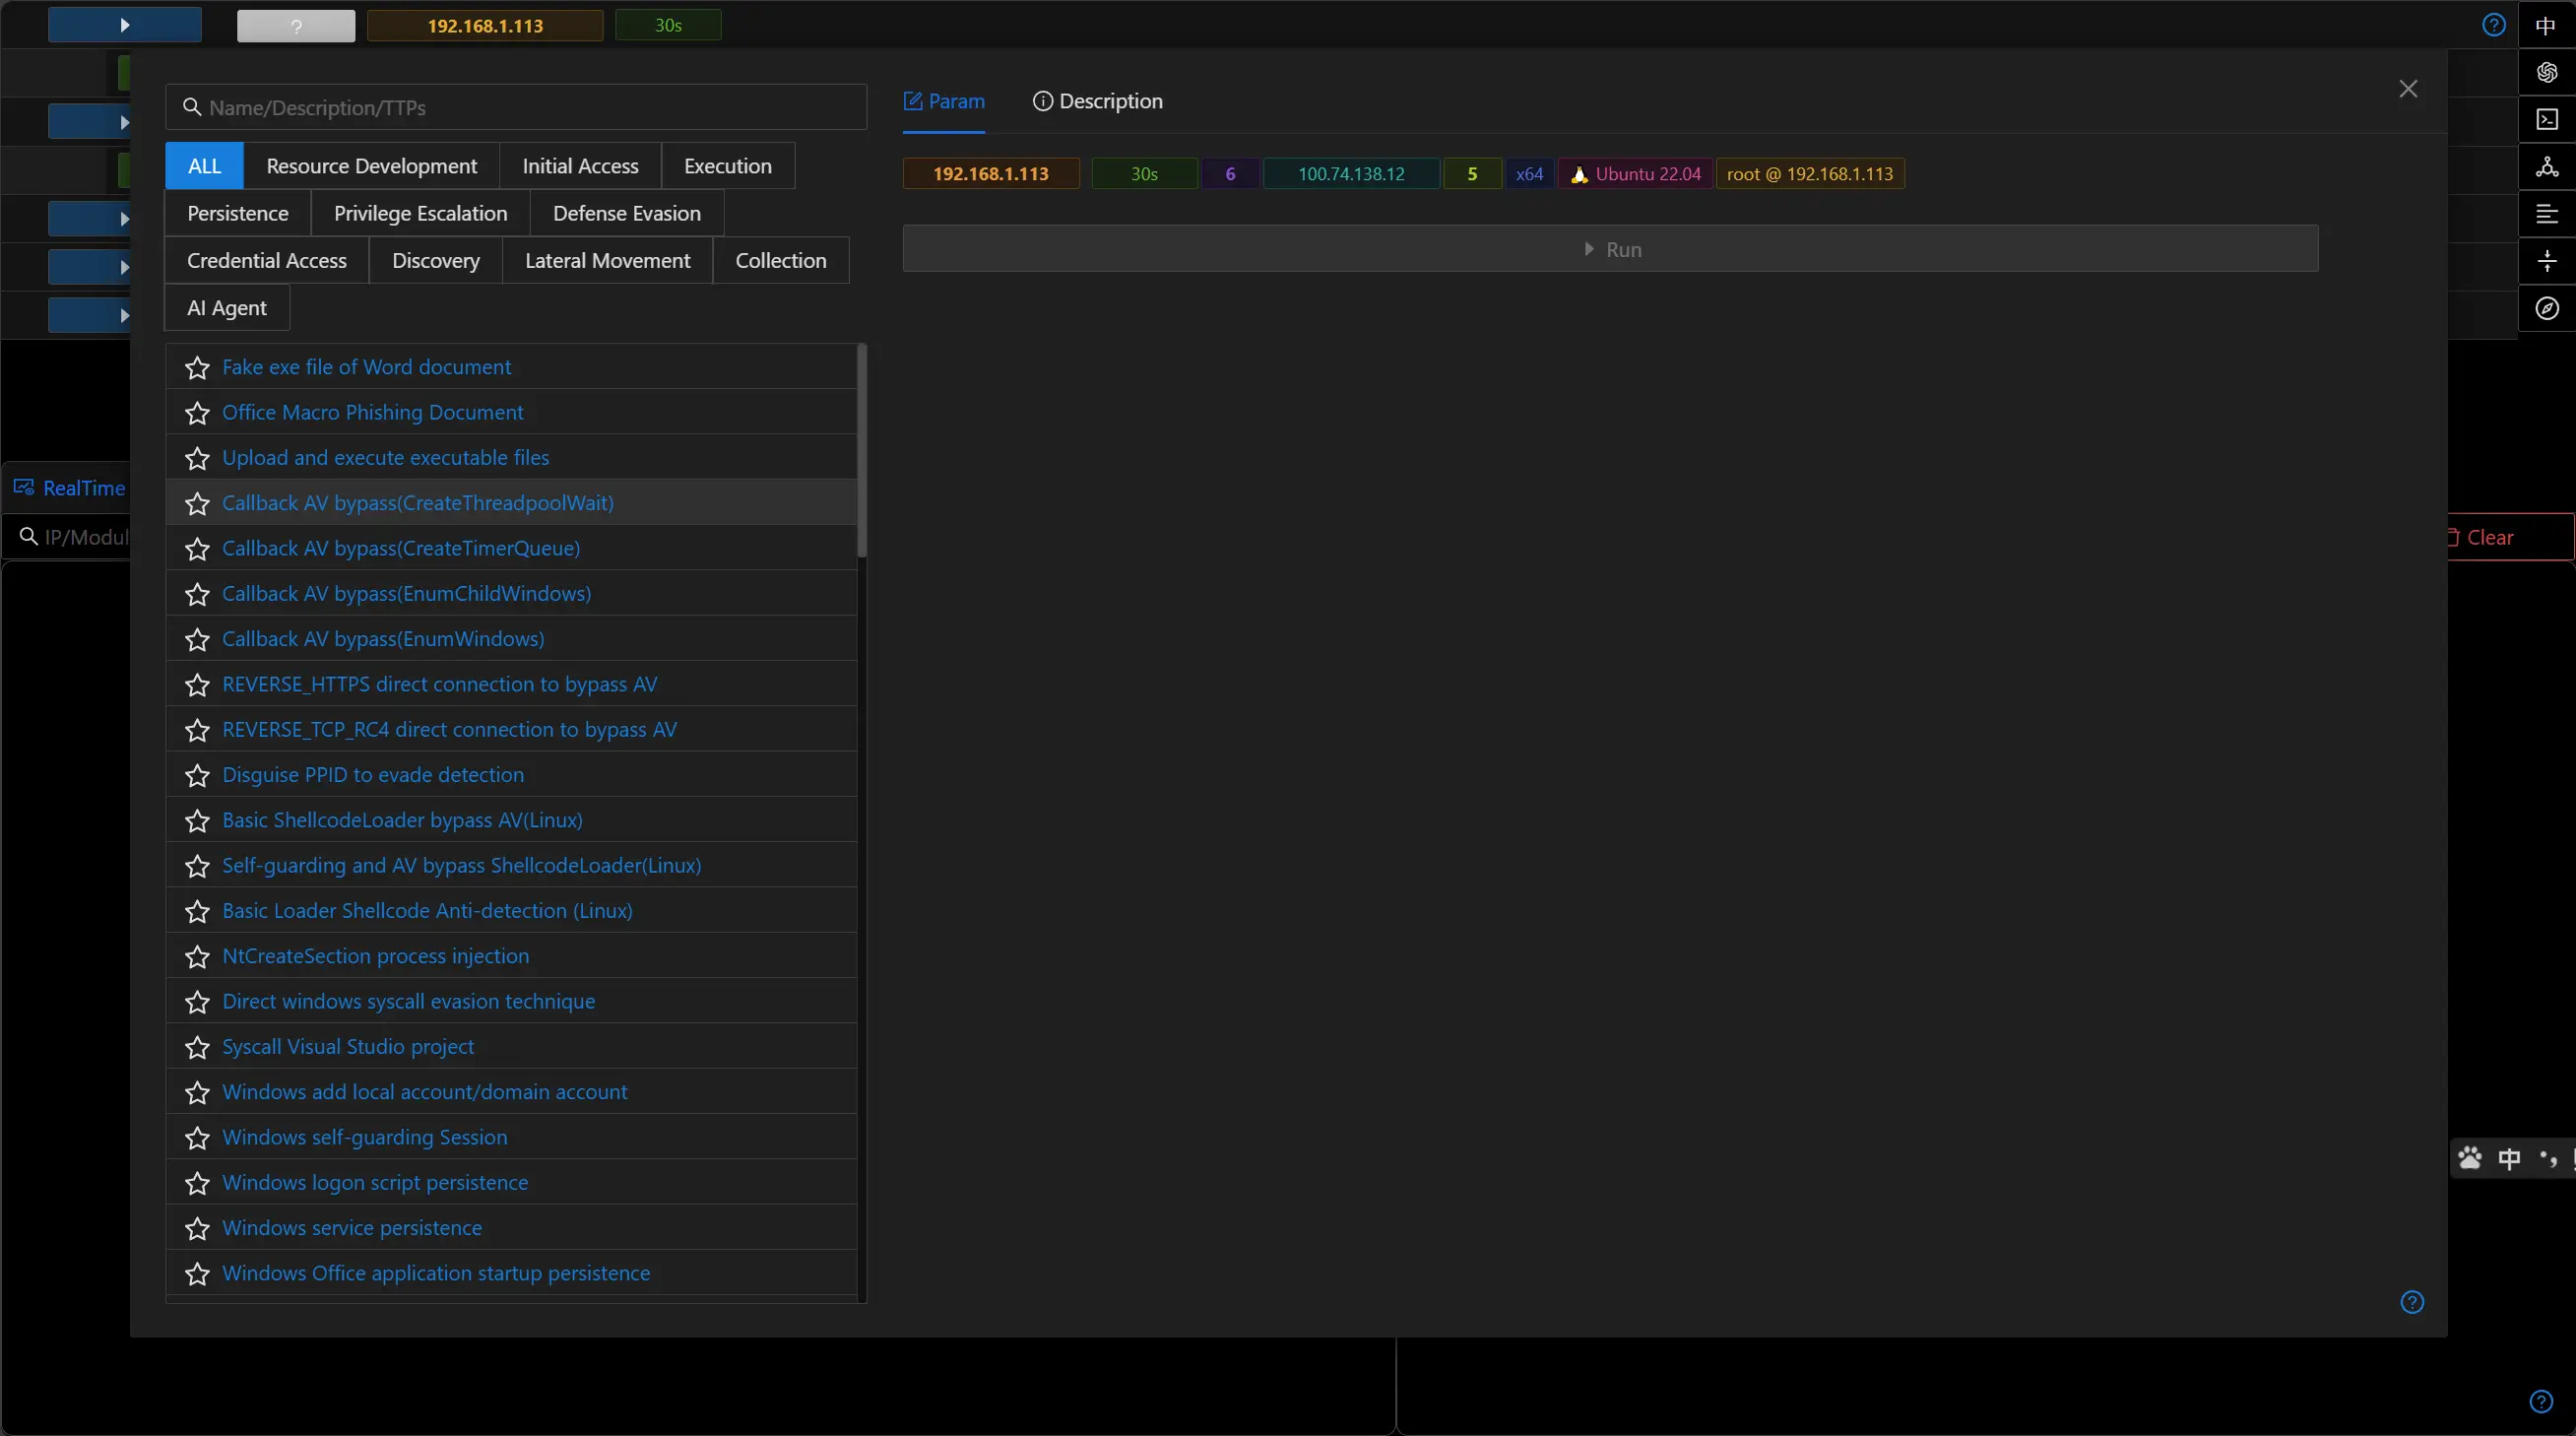 ? 192.168.1.113 30s
中
Name/Description/TTPs
Param Description
ALL Resource Development Initial Access Execution
192.168.1.113 30s 6 100.74.138.12 5 x64 Ubuntu 22.04 root @ 192.168.1.113
Persistence Privilege Escalation Defense Evasion
Run
Credential Access Discovery Lateral Movement Collection
AI Agent
Fake exe file of Word document
Office Macro Phishing Document
Upload and execute executable files
RealTime
Callback AV bypass(CreateThreadpoolWait)
IP/Modul
Clear
Callback AV bypass(CreateTimerQueue)
Callback AV bypass(EnumChildWindows)
Callback AV bypass(EnumWindows)
REVERSE_HTTPS direct connection to bypass AV
REVERSE_TCP_RC4 direct connection to bypass AV
Disguise PPID to evade detection
Basic ShellcodeLoader bypass AV(Linux)
Self-guarding and AV bypass ShellcodeLoader(Linux)
Basic Loader Shellcode Anti-detection (Linux)
NtCreateSection process injection
Direct windows syscall evasion technique
Syscall Visual Studio project
Windows add local account/domain account
Windows self-guarding Session
中
Windows logon script persistence
Windows service persistence
Windows Office application startup persistence